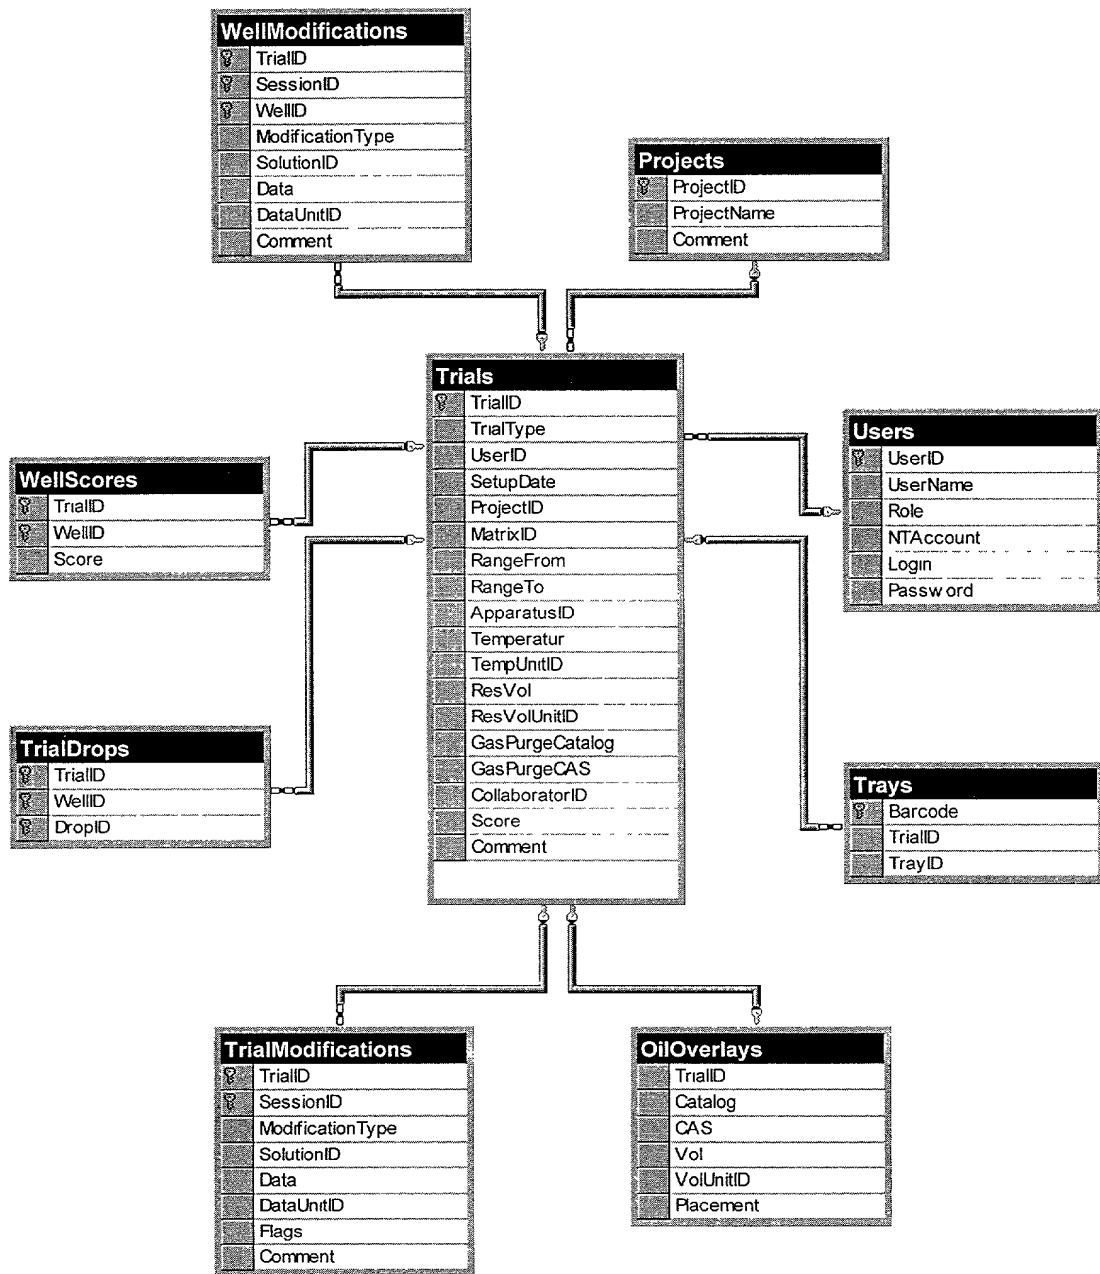 WellModifications
TrialID
SessionID
WellID
ModificationType
SolutionID
Data
DataUnitID
Comment
Projects
ProjectID
ProjectName
Comment
Trials
TrialID
TrialType
UserID
SetupDate
ProjectID
MatrixID
RangeFrom
RangeTo
ApparatusID
Temperatur
TempUnitID
ResVol
ResVolUnitID
GasPurgeCatalog
GasPurgeCAS
CollaboratorID
Score
Comment
Users
UserID
UserName
Role
NTAccount
Login
Password
WellScores
TrialID
WellID
Score
TrialDrops
TrialID
WellID
DropID
Trays
Barcode
TrialID
TrayID
TrialModifications
TrialID
SessionID
ModificationType
SolutionID
Data
DataUnitID
Flags
Comment
OilOverlays
TrialID
Catalog
CAS
Vol
VolUnitID
Placement